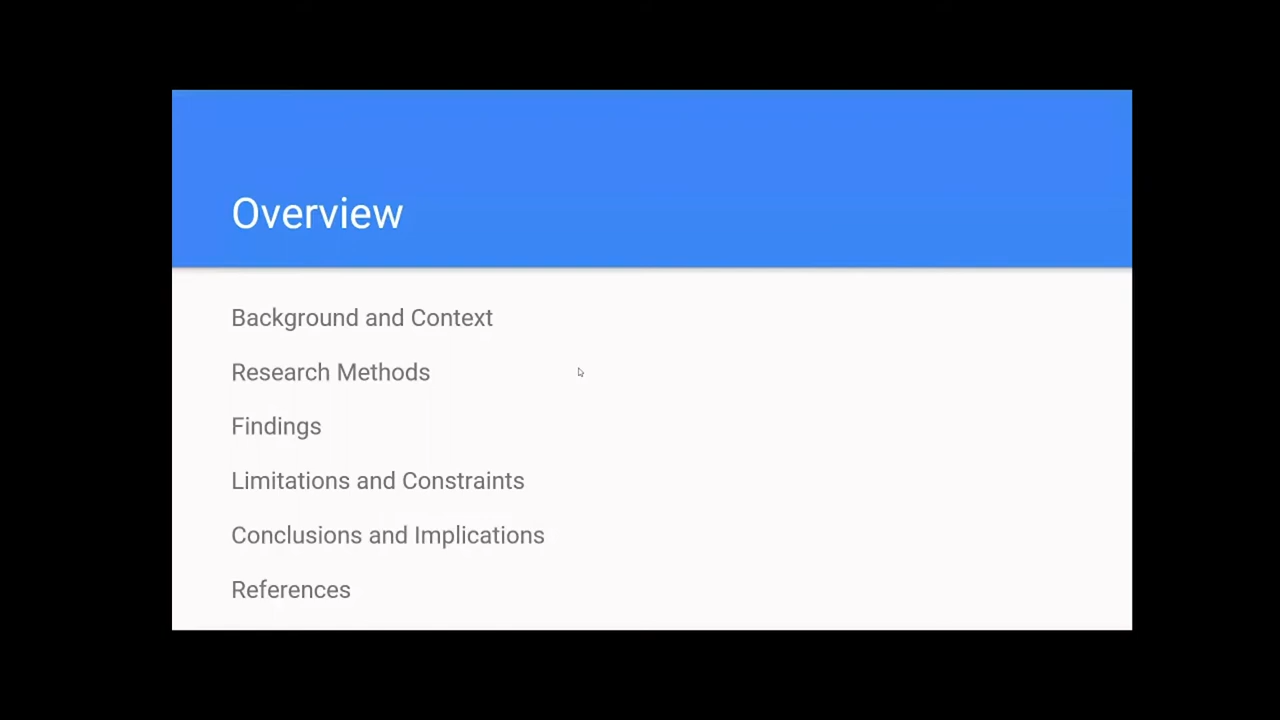 Overview
Background and Context
Research Methods
Findings
Limitations and Constraints
Conclusions and Implications
References